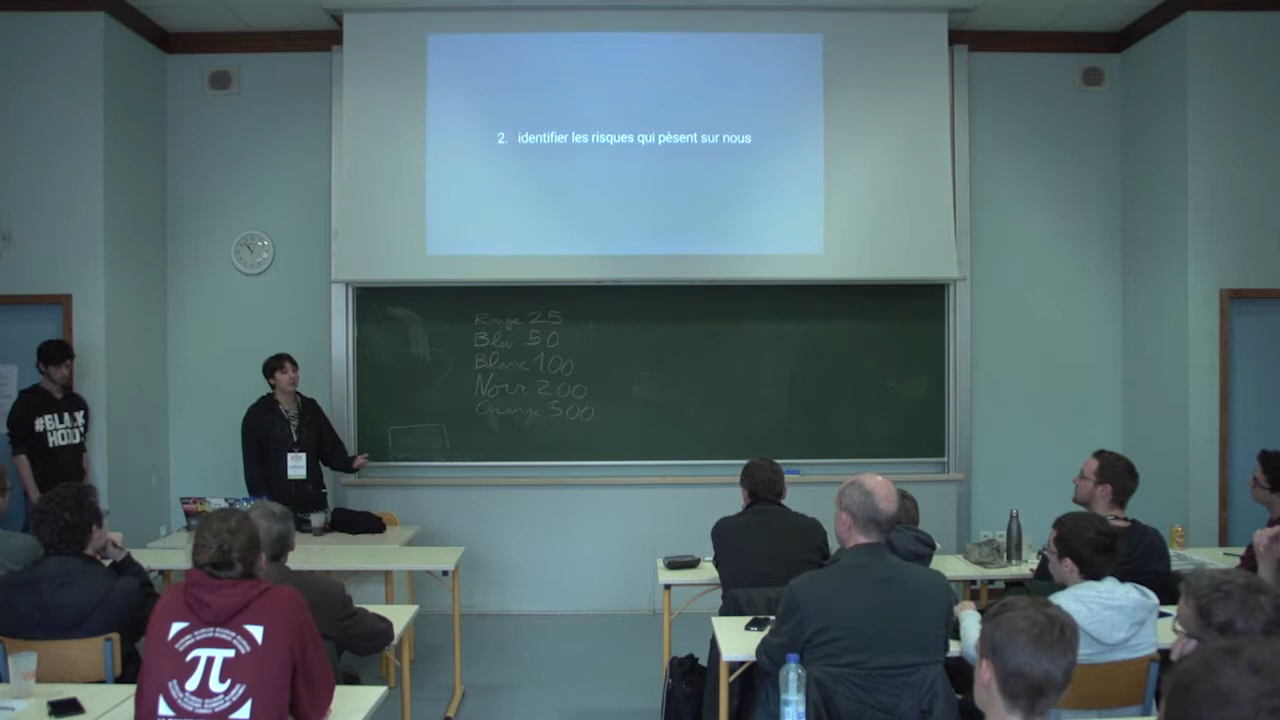 2. identifier les risques qui pèsent sur nous
Rouge 25
Bleu 50
Blanc 100
Noir 200
Orange 500
#BLACK
HOODY
π